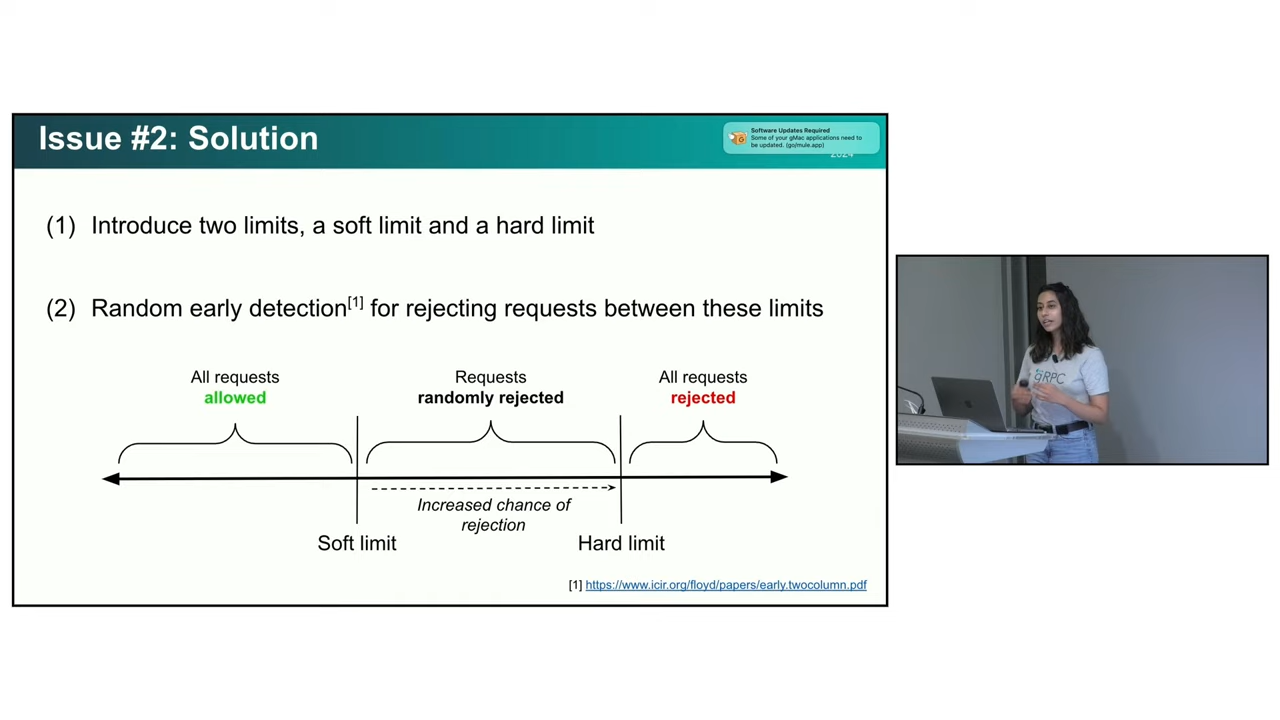 Issue #2: Solution
Software Updates Required
Some of your gMac applications need to
be updated. (go/mule.app)
2024
(1) Introduce two limits, a soft limit and a hard limit
(2) Random early detection[1] for rejecting requests between these limits
All requests
allowed
Requests
randomly rejected
All requests
rejected
Increased chance of
rejection
Soft limit
Hard limit
[1] https://www.icir.org/floyd/papers/early.twocolumn.pdf
gRPC